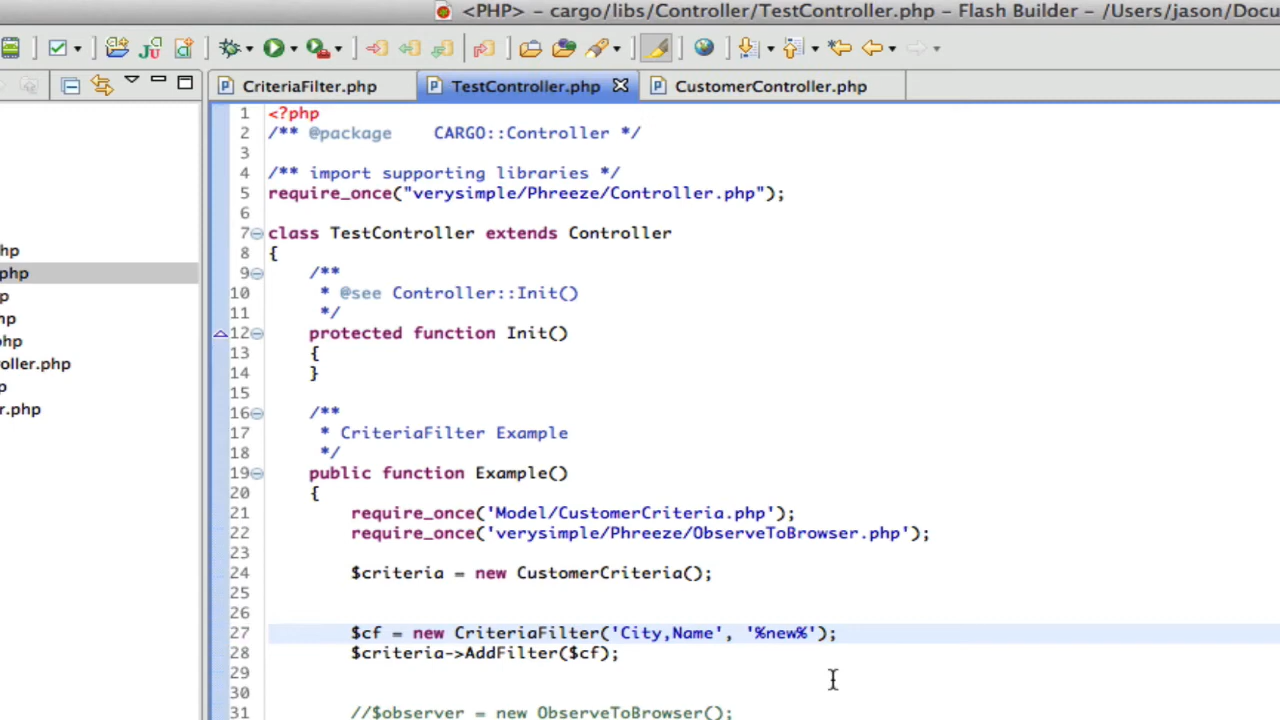 <PHP> – cargo/libs/Controller/TestController.php – Flash Builder – /Users/jason/Docu
CriteriaFilter.php TestController.php CustomerController.php
hp
.php
p
hp
.php
oller.php
p
r.php
1 <?php
2 /** @package CARGO::Controller */
3
4 /** import supporting libraries */
5 require_once("verysimple/Phreeze/Controller.php");
6
7 class TestController extends Controller
8 {
9 /**
10 * @see Controller::Init()
11 */
12 protected function Init()
13 {
14 }
15
16 /**
17 * CriteriaFilter Example
18 */
19 public function Example()
20 {
21 require_once('Model/CustomerCriteria.php');
22 require_once('verysimple/Phreeze/ObserveToBrowser.php');
23
24 $criteria = new CustomerCriteria();
25
26
27 $cf = new CriteriaFilter('City,Name', '%new%');
28 $criteria->AddFilter($cf);
29
30
31 //$observer = new ObserveToBrowser();